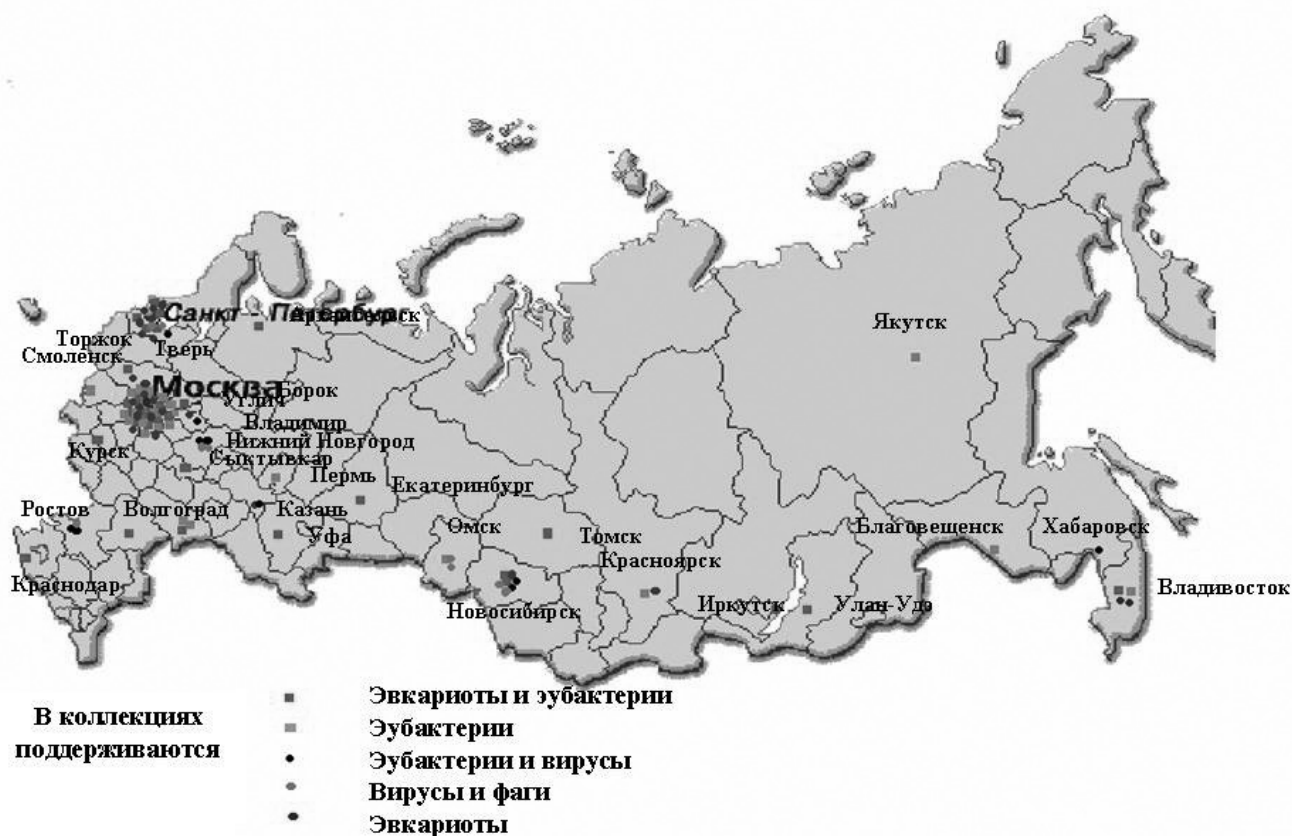 Санкт - Петербург
Архангельск
Якутск
Торжок
Тверь
Смоленск
Москва
Борок
Углич
Владимир
Нижний Новгород
Курск
Сыктывкар
Пермь
Екатеринбург
Ростов
Волгоград
Казань
Уфа
Омск
Томск
Благовещенск
Хабаровск
Красноярск
Краснодар
Новосибирск
Иркутск
Улан-Удэ
Владивосток
В коллекциях
поддерживаются
Эвкариоты и эубактерии
Эубактерии
Эубактерии и вирусы
Вирусы и фаги
Эвкариоты